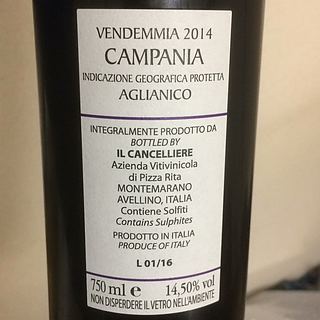 VENDEMMIA 2014
CAMPANIA
INDICAZIONE GEOGRAFICA PROTETTA
AGLIANICO
INTEGRALMENTE PRODOTTO DA
BOTTLED BY
IL CANCELLIERE
Azienda Vitivinicola
di Pizza Rita
MONTEMARANO
AVELLINO, ITALIA
Contiene Solfiti
Contains Sulphites
PRODOTTO IN ITALIA
PRODUCE OF ITALY
L 01/16
750 ml e 14,50% vol
NON DISPERDERE IL VETRO NELL'AMBIENTE